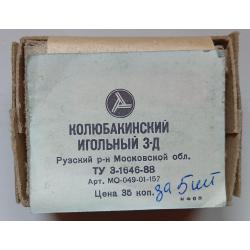 КОЛЮБАКИНСКИЙ
ИГОЛЬНЫЙ З-Д
Рузский р-н Московской обл.
ТУ 3-1646-88
Арт. МО-049-01-157
Цена 35 коп. за 5 шт